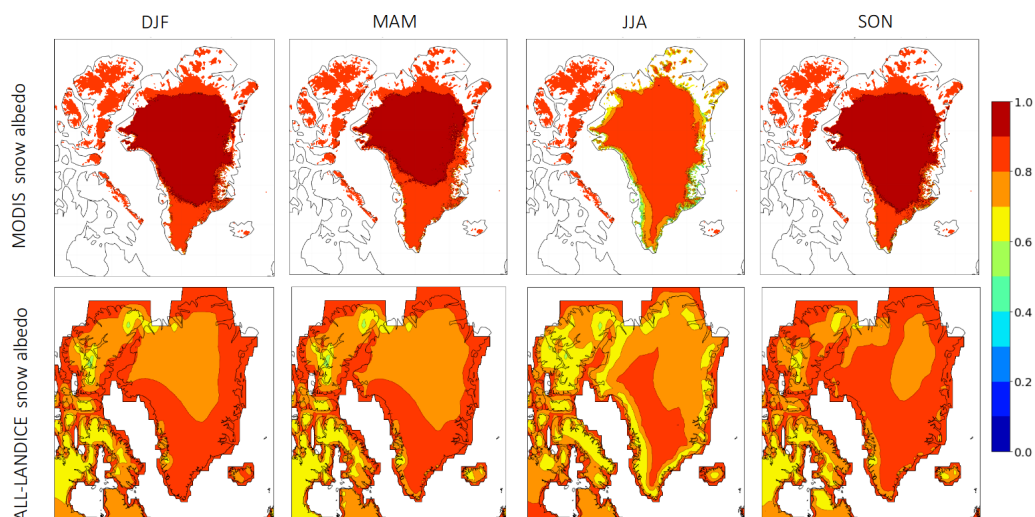 DJF MAM JJA SON
MODIS snow albedo
ALL-LANDICE snow albedo
1.0
0.8
0.6
0.4
0.2
0.0